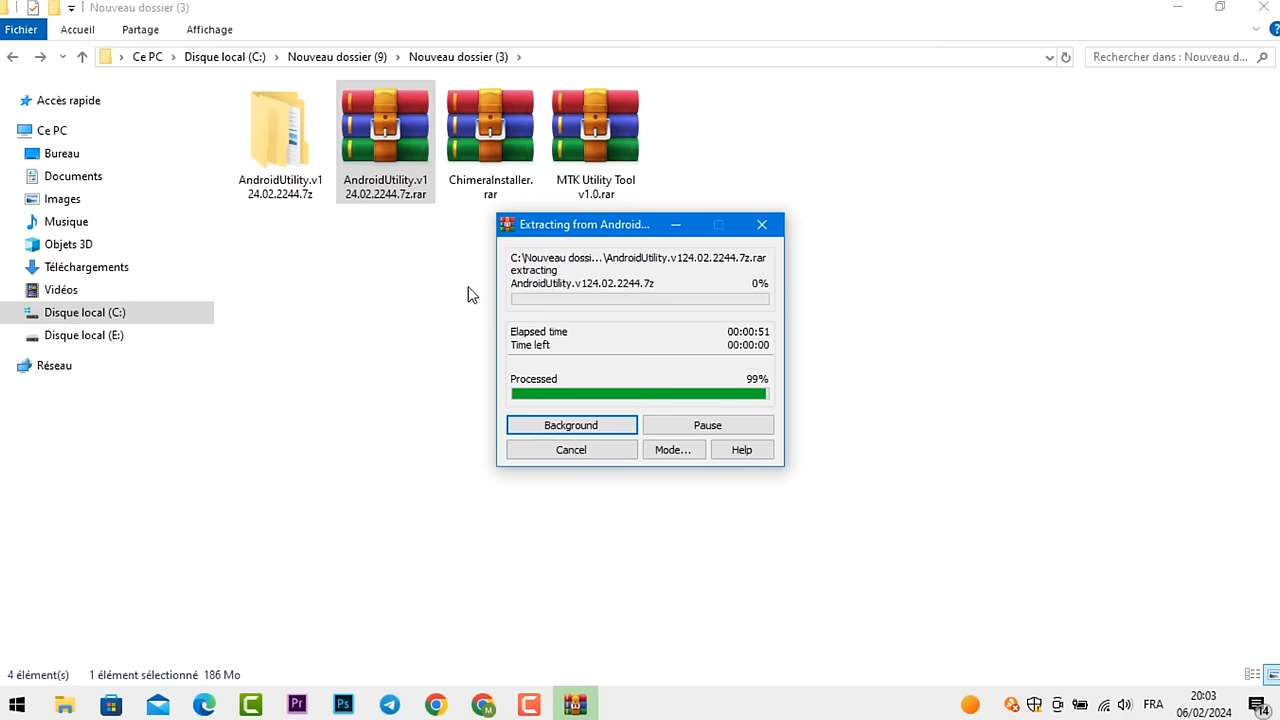 Nouveau dossier (3)
Fichier
Accueil
Partage
Affichage
Ce PC
Disque local (C:)
Nouveau dossier (9)
Nouveau dossier (3)
Rechercher dans : Nouveau d...
Accès rapide
Ce PC
Bureau
Documents
Images
Musique
Objets 3D
Téléchargements
Vidéos
Disque local (C:)
Disque local (E:)
Réseau
AndroidUtility.v1
24.02.2244.7z
AndroidUtility.v1
24.02.2244.7z.rar
ChimeraInstaller.
rar
MTK Utility Tool
v1.0.rar
Extracting from Android...
C:\Nouveau dossi...\AndroidUtility.v124.02.2244.7z.rar
extracting
AndroidUtility.v124.02.2244.7z 0%
Elapsed time 00:00:51
Time left 00:00:00
Processed 99%
Background
Pause
Cancel
Mode...
Help
4 élément(s)
1 élément sélectionné 186 Mo
Pr
Ps
M
FRA
20:03
06/02/2024
14